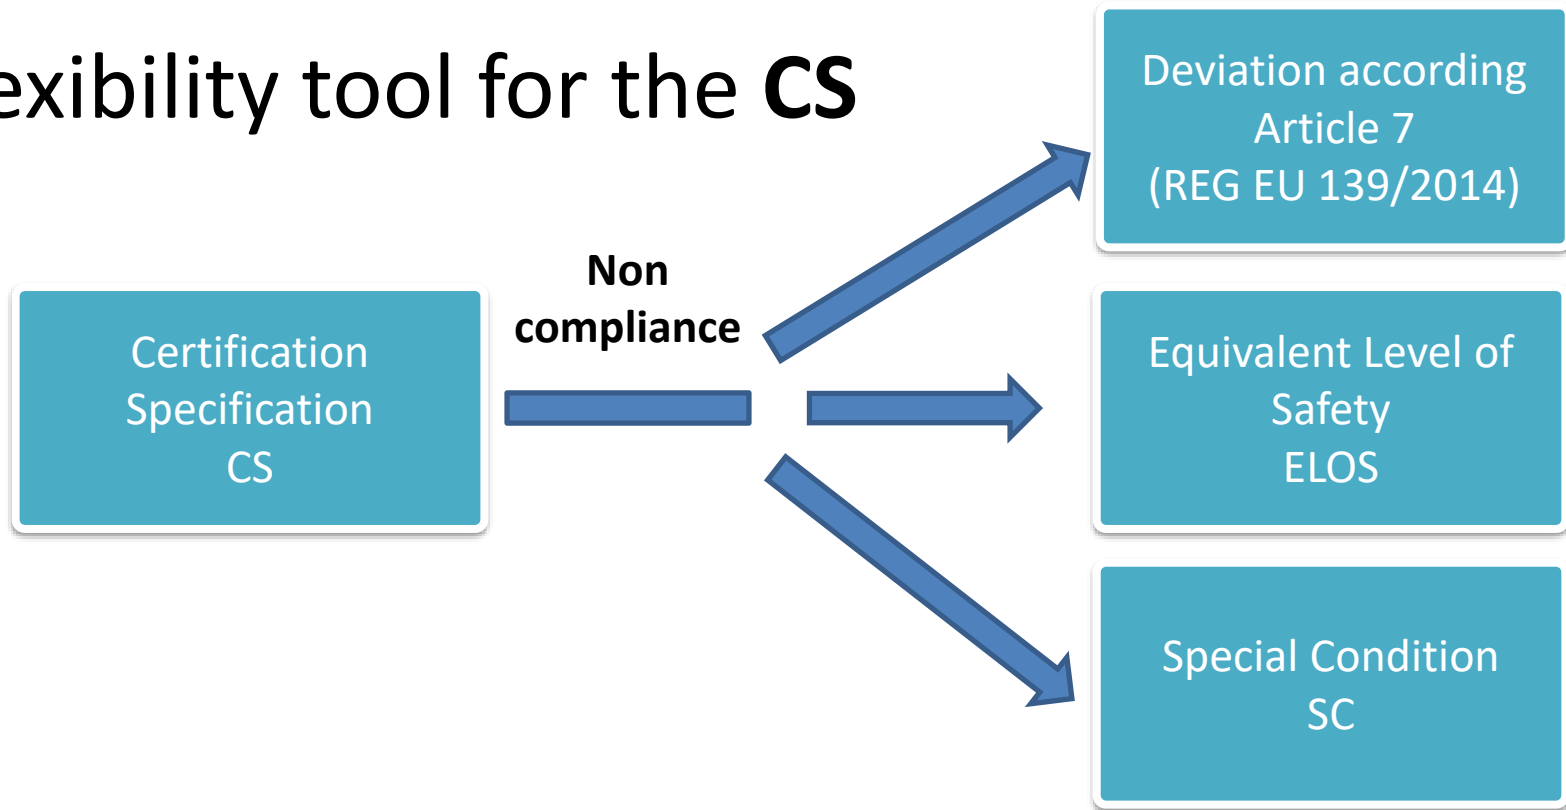 exibility tool for the CS
Deviation according
Article 7
(REG EU 139/2014)
Non
compliance
Certification
Specification
CS
Equivalent Level of
Safety
ELOS
Special Condition
SC